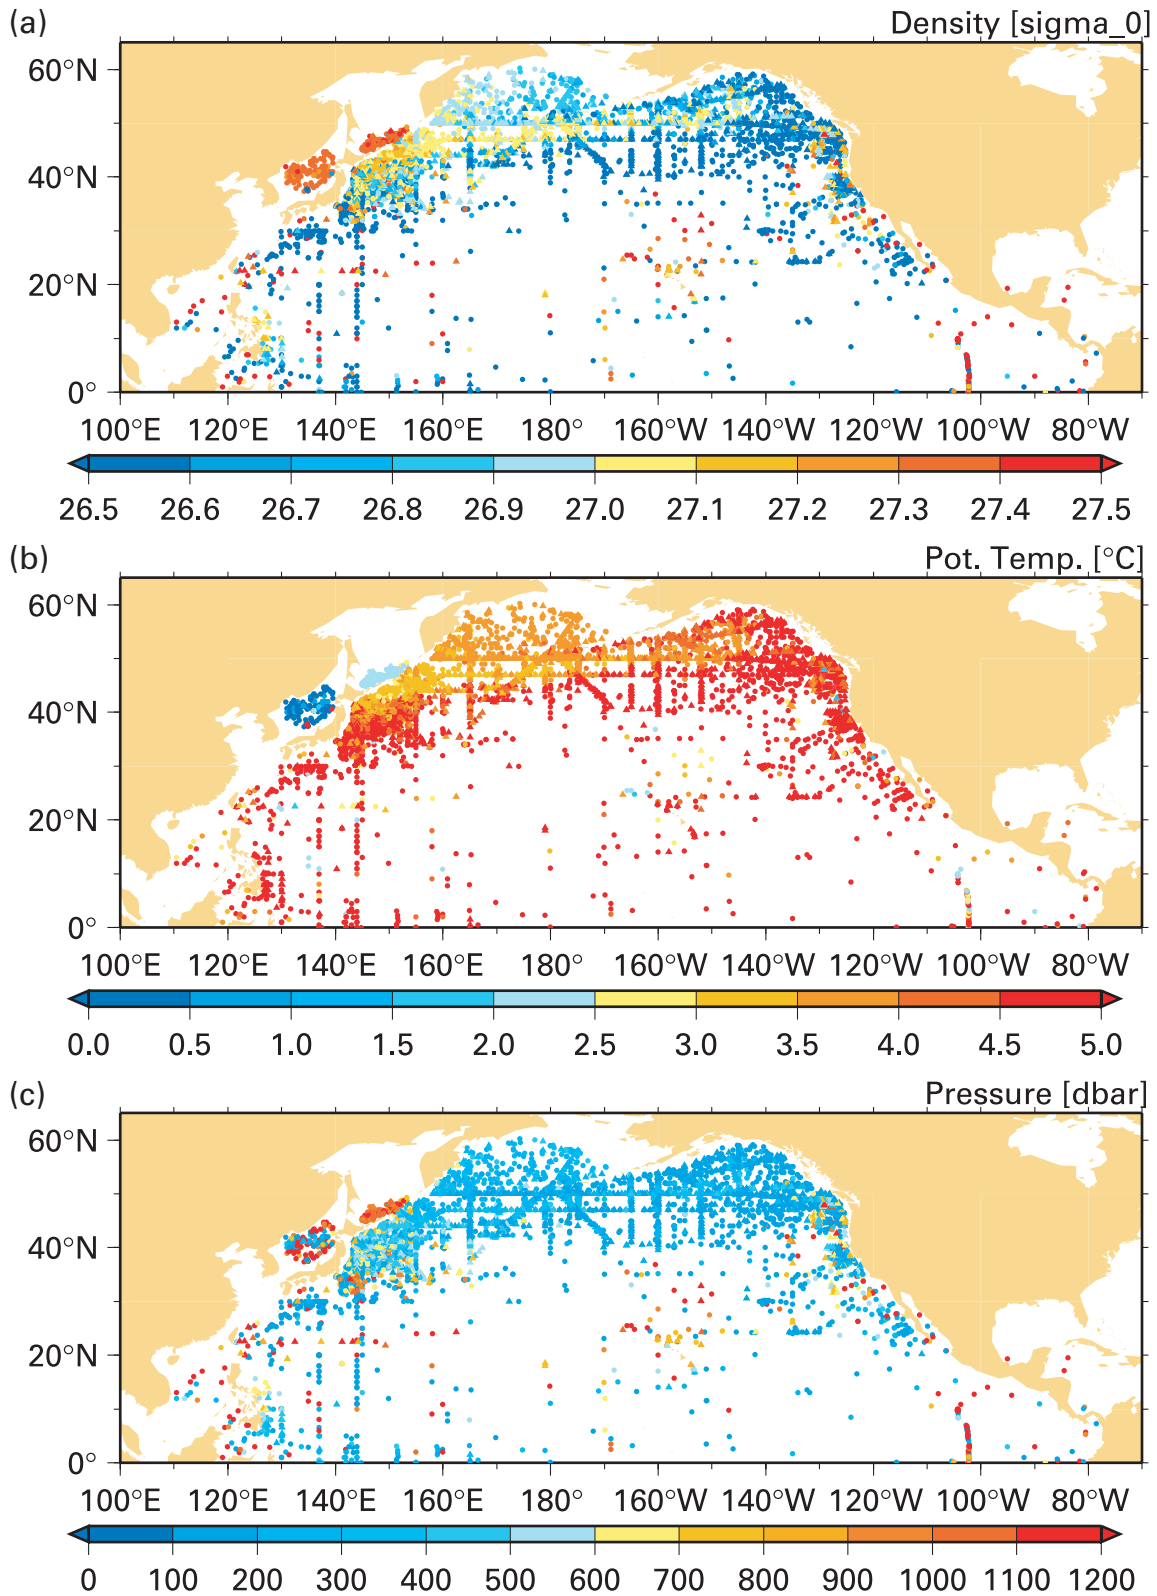 (a)
Density [sigma_0]
60°N
40°N
20°N
0°
100°E 120°E 140°E 160°E 180° 160°W 140°W 120°W 100°W 80°W
26.5 26.6 26.7 26.8 26.9 27.0 27.1 27.2 27.3 27.4 27.5
(b)
Pot. Temp. [°C]
60°N
40°N
20°N
0°
100°E 120°E 140°E 160°E 180° 160°W 140°W 120°W 100°W 80°W
0.0 0.5 1.0 1.5 2.0 2.5 3.0 3.5 4.0 4.5 5.0
(c)
Pressure [dbar]
60°N
40°N
20°N
0°
100°E 120°E 140°E 160°E 180° 160°W 140°W 120°W 100°W 80°W
0 100 200 300 400 500 600 700 800 900 1000 1100 1200